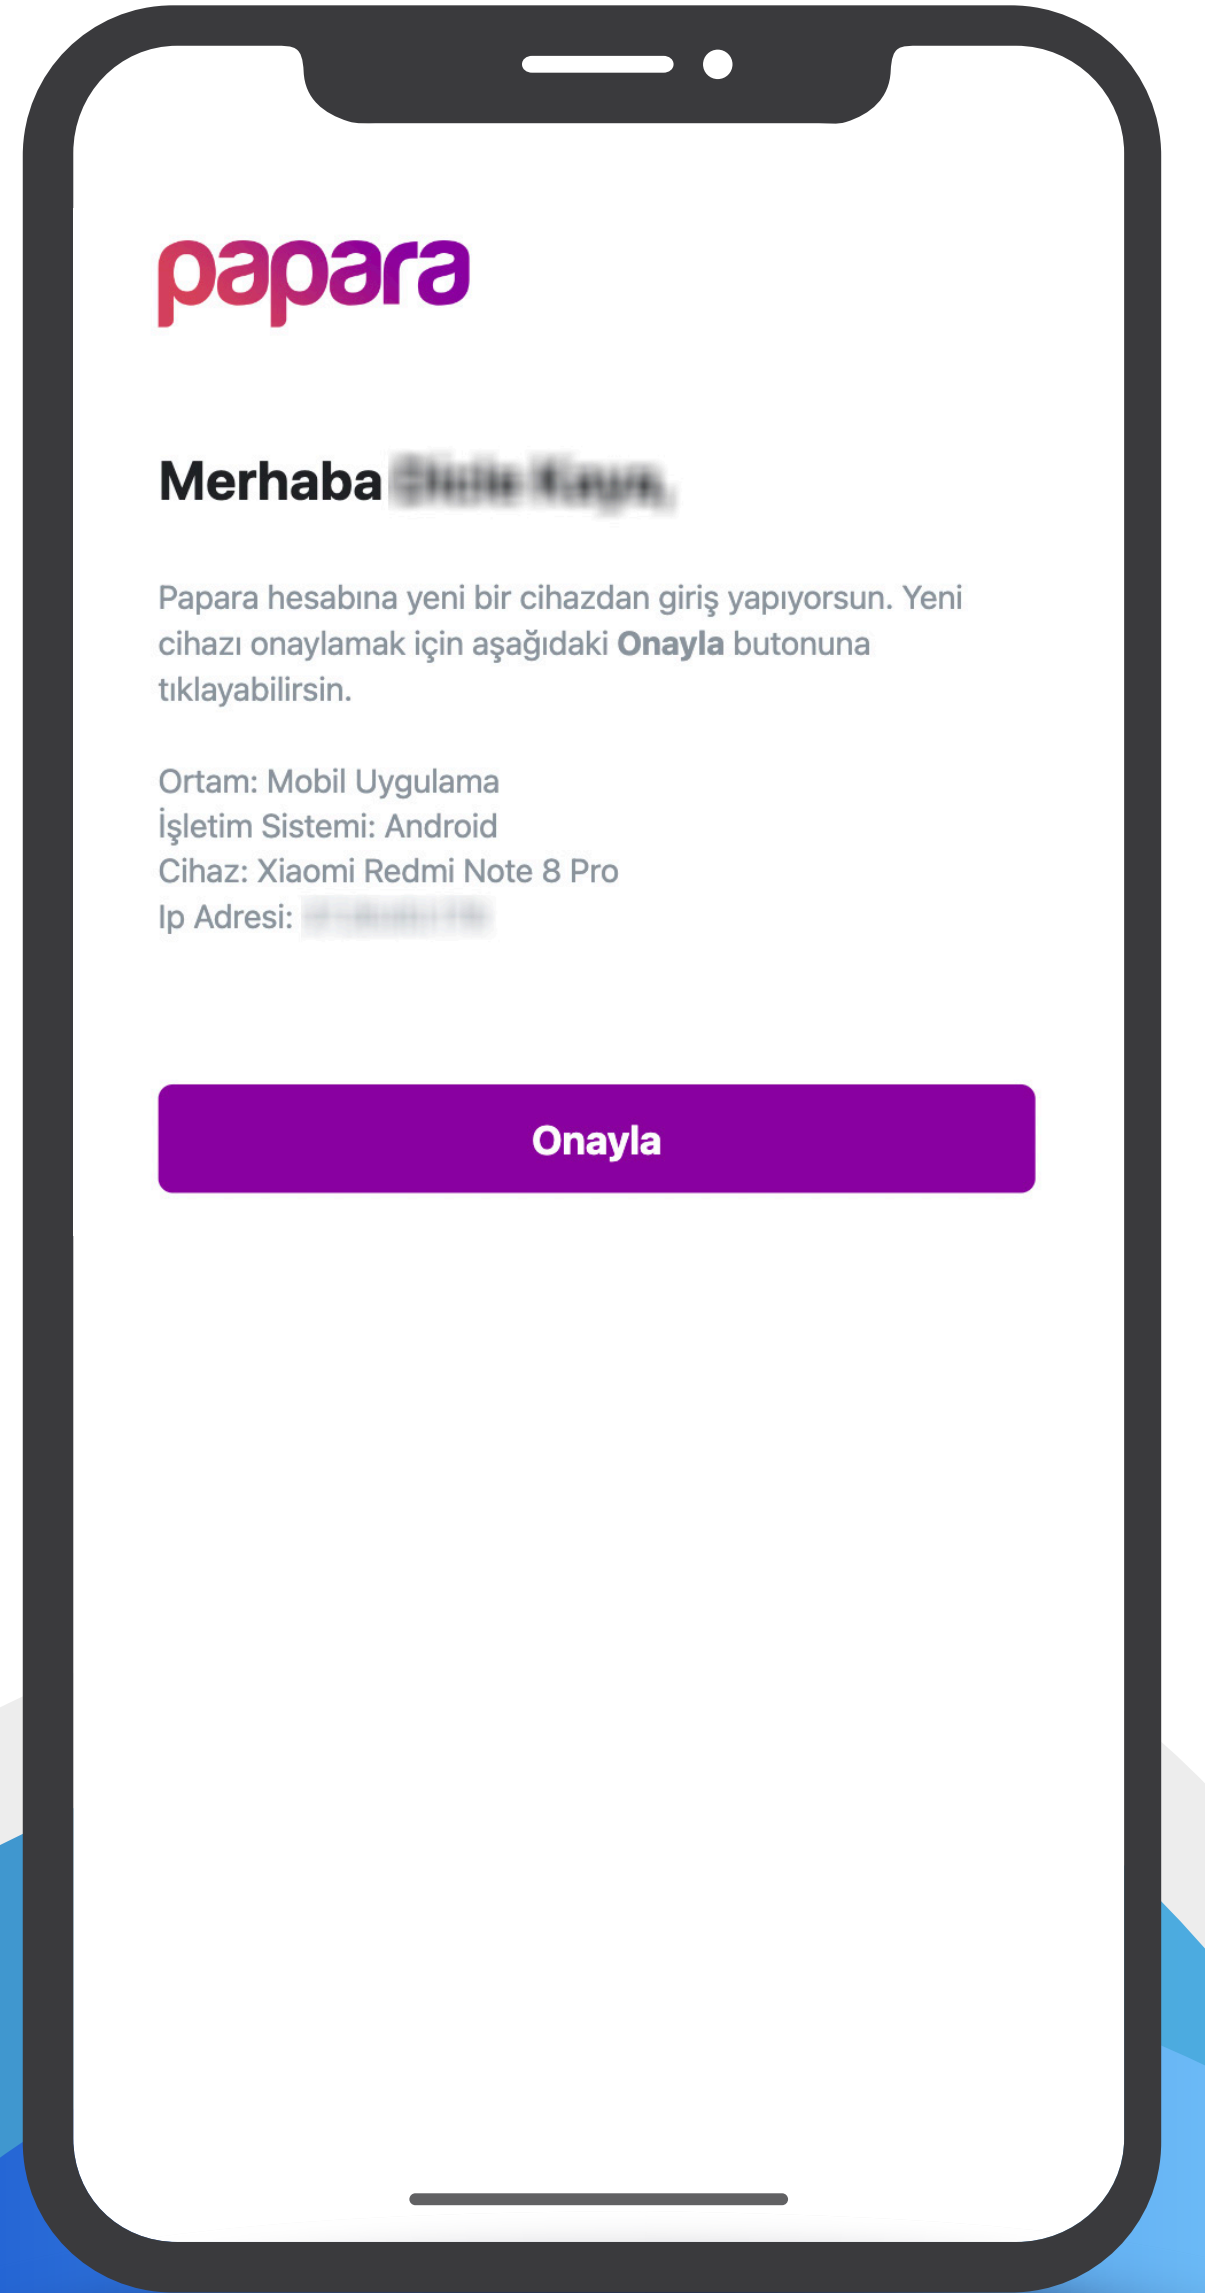 papara
Merhaba
Papara hesabına yeni bir cihazdan giriş yapıyorsun. Yeni
cihazı onaylamak için aşağıdaki Onayla butonuna
tıklayabilirsin.
Ortam: Mobil Uygulama
İşletim Sistemi: Android
Cihaz: Xiaomi Redmi Note 8 Pro
Ip Adresi:
Onayla